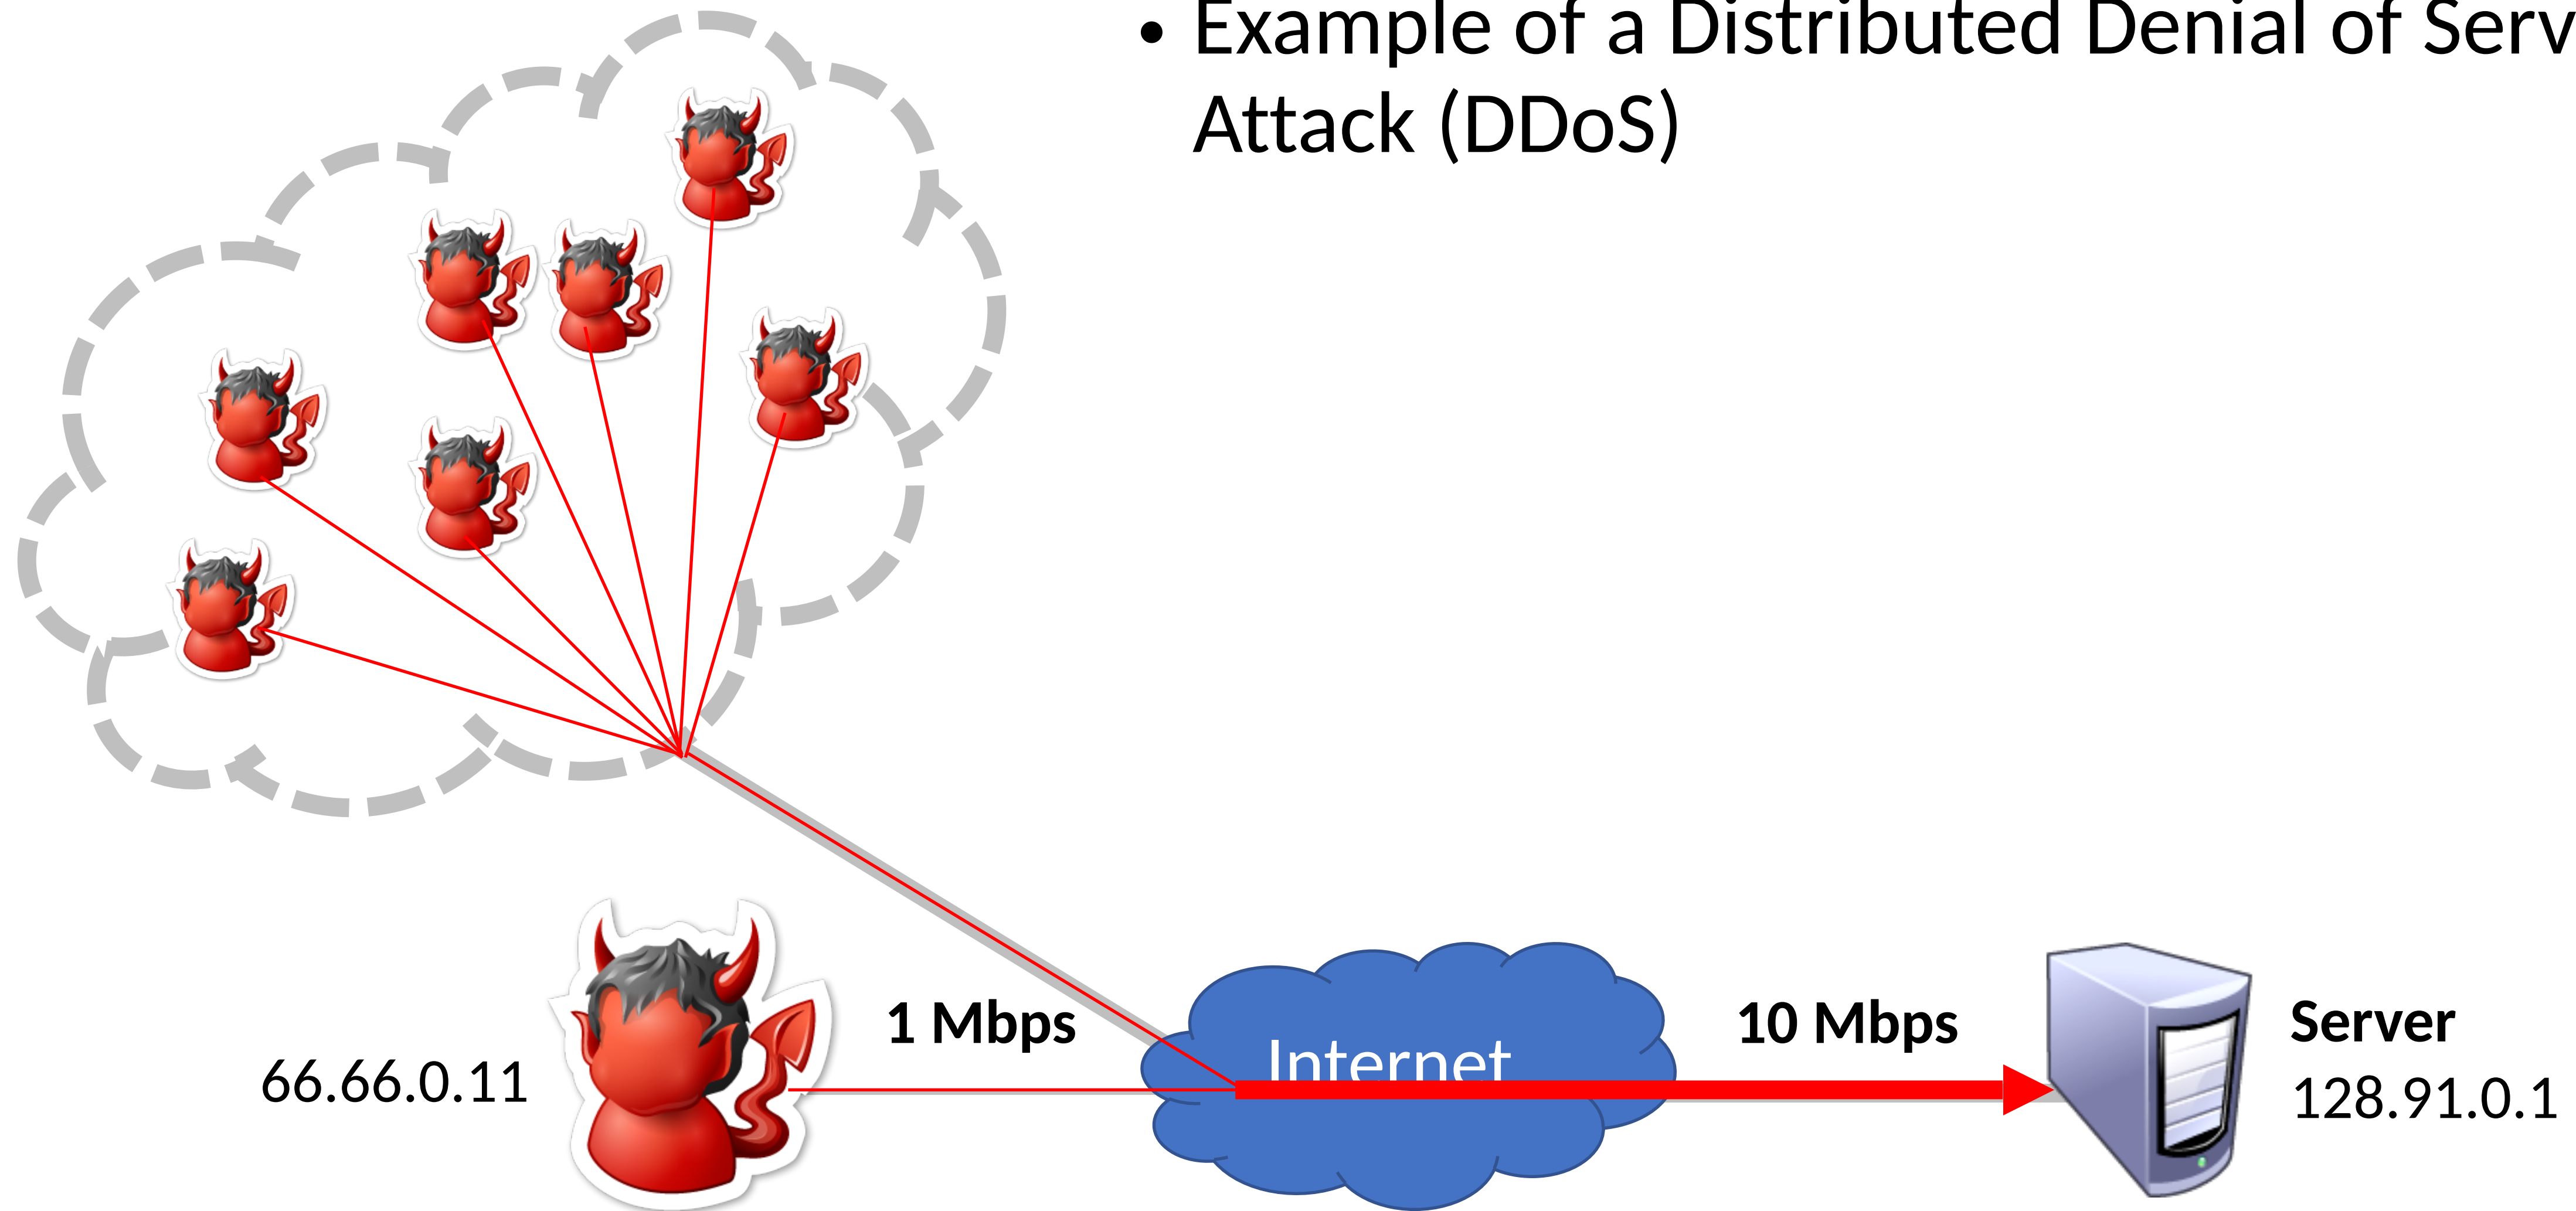 • Example of a Distributed Denial of Serv
Attack (DDoS)
1 Mbps
10 Mbps
Server
Internet
66.66.0.11
128.91.0.1